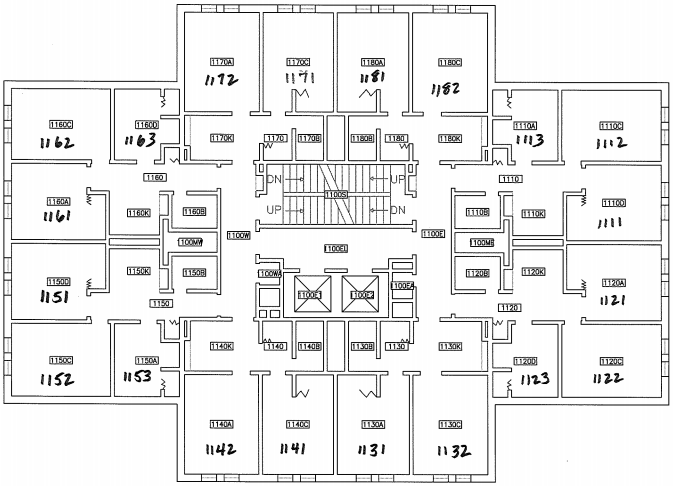 1170A 1170C 1180A 1180C
1172 1171 1181 1182
1160C 1160D 1170K 1170 1170B 1180B 1180 1180K 1110A 1110C
1162 1163 1113 1112
1160 DN UP 1110
1100S
1160A 1160K 1160B UP DN 1110B 1110K 1110D
1161 1111
1100MW 1100W 1100E 1100ME
1100EL
1150D 1150K 1150B 1100WA 1120B 1120K 1120A
1151 1100E1 1100E2 1100EA 1121
1150 1120
1150C 1150A 1140K 1140 1140B 1130B 1130 1130K 1120D 1120C
1152 1153 1123 1122
1140A 1140C 1130A 1130C
1142 1141 1131 1132